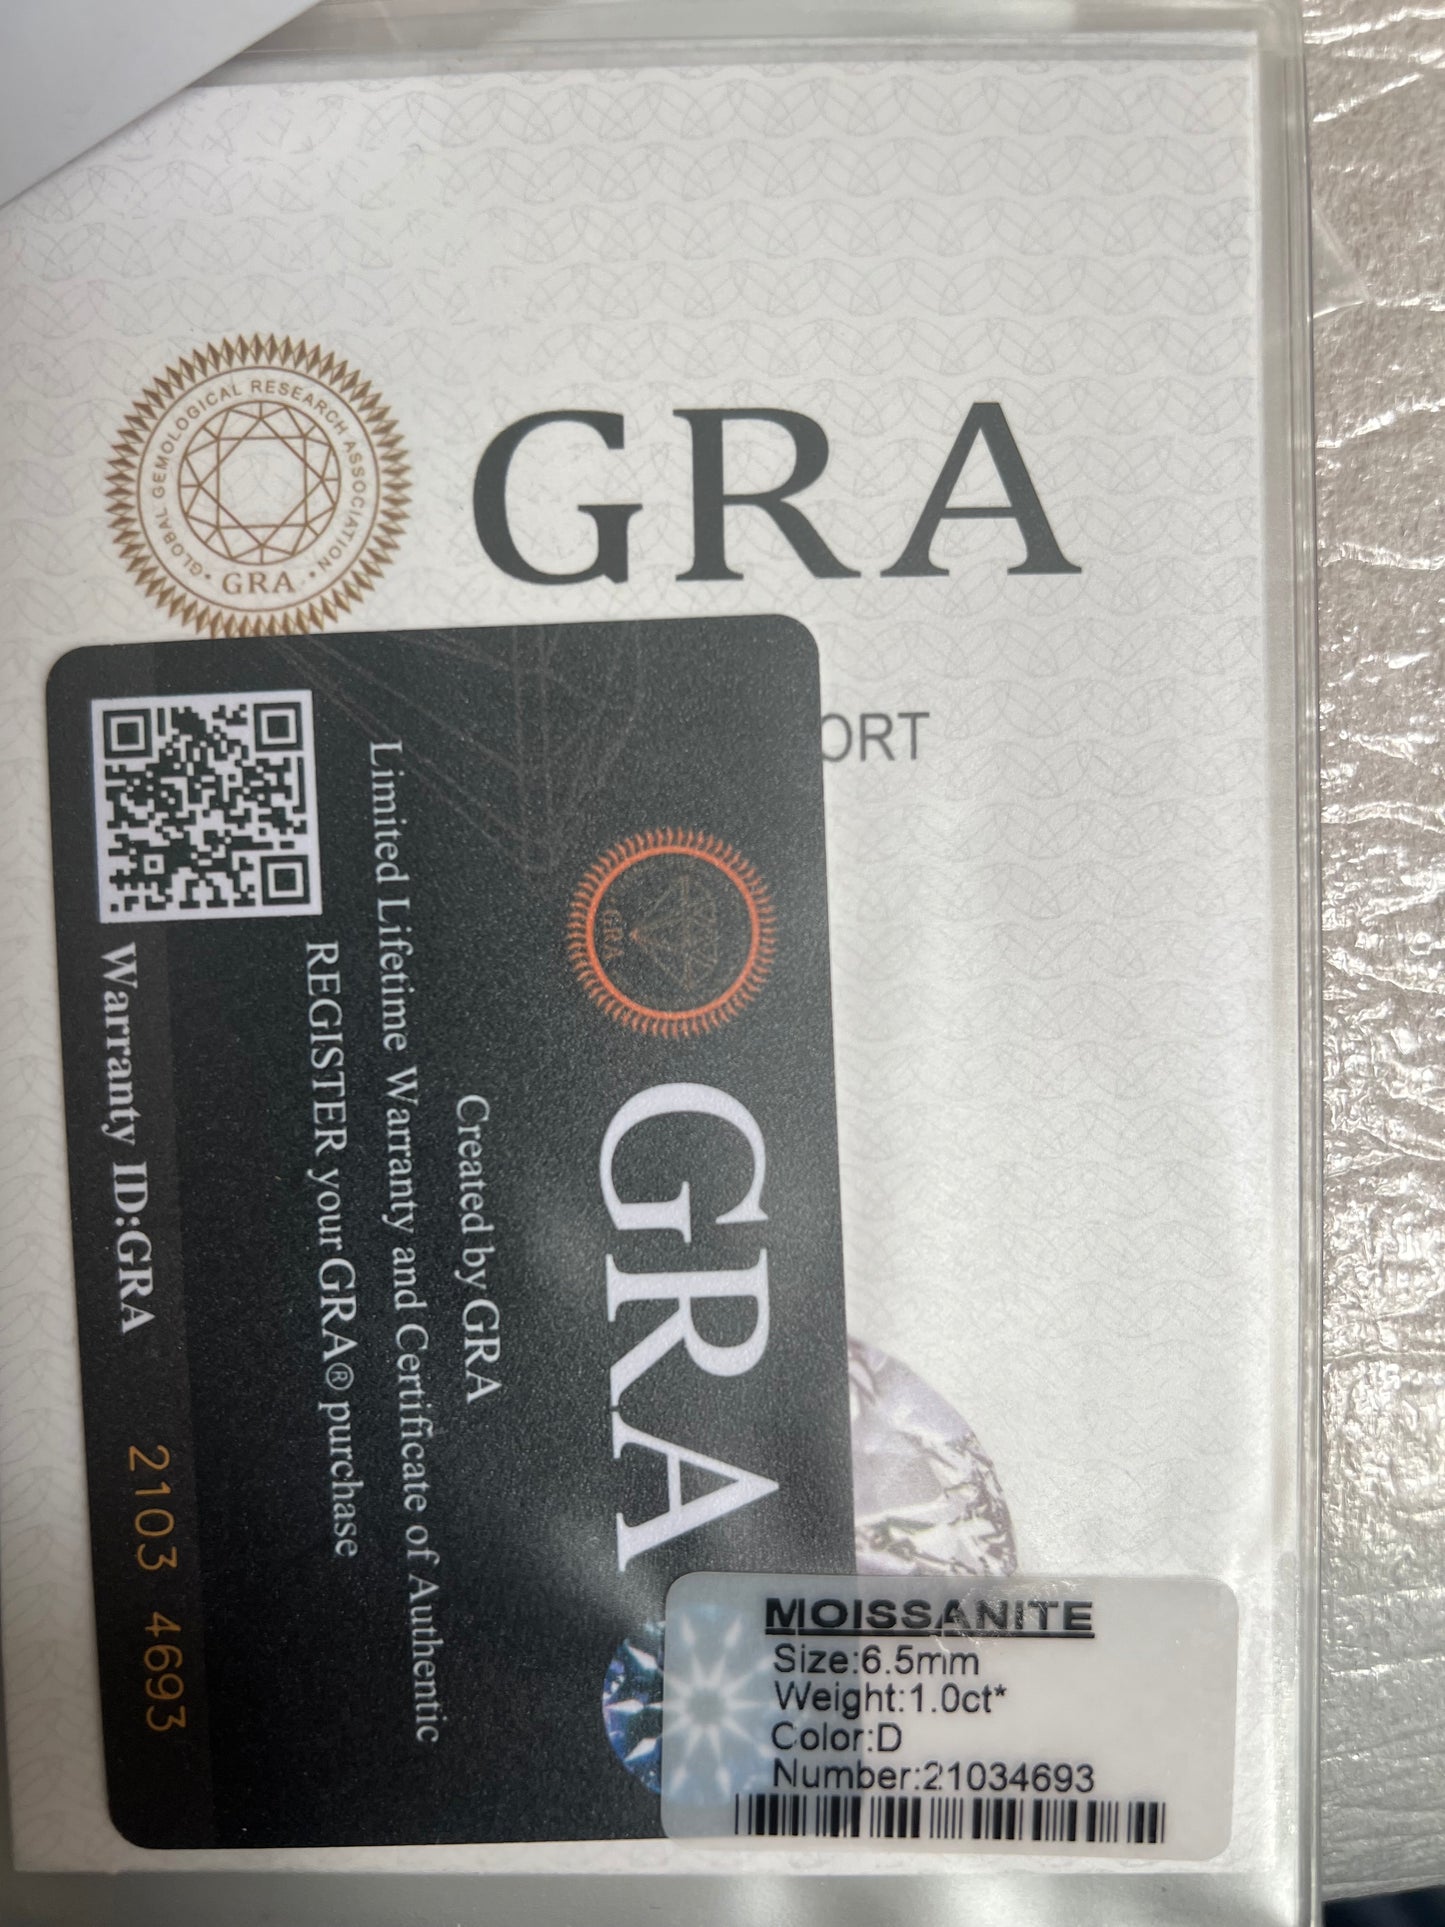 GLOBAL GEMOLOGICAL RESEARCH ASSOCIATION
• GRA •
GRA
ORT
GRA
GRA
Created by GRA
Limited Lifetime Warranty and Certificate of Authentic
REGISTER your GRA® purchase
Warranty ID:GRA 2103 4693
MOISSANITE
Size:6.5mm
Weight:1.0ct*
Color:D
Number:21034693